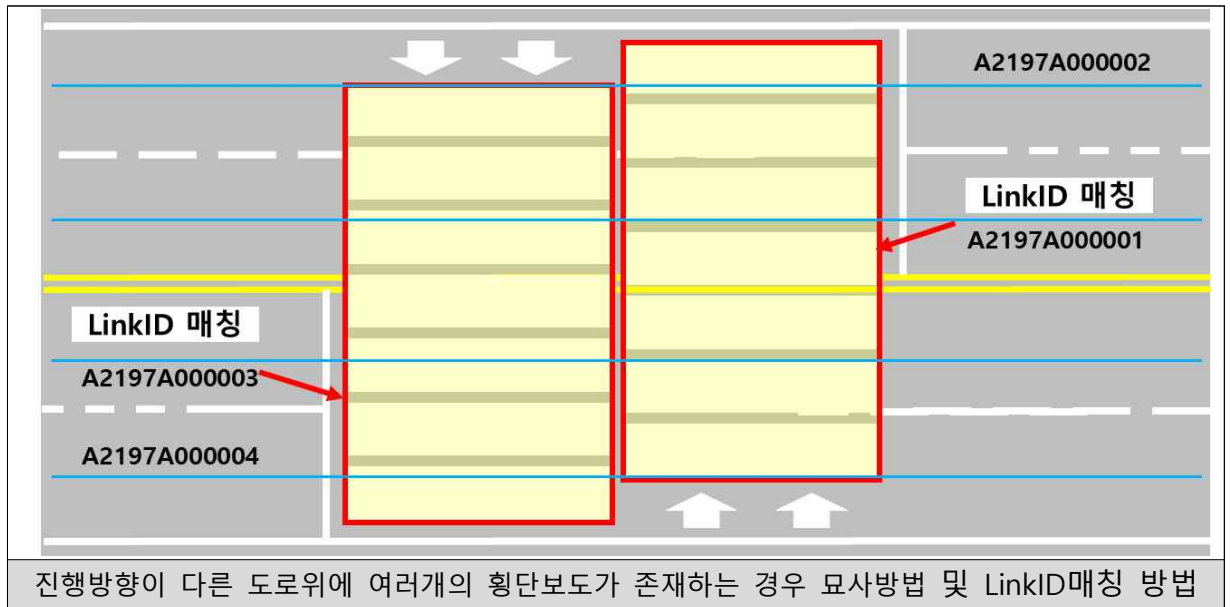 A2197A000002
LinkID 매칭
A2197A000001
LinkID 매칭
A2197A000003
A2197A000004
진행방향이 다른 도로위에 여러개의 횡단보도가 존재하는 경우 묘사방법 및 LinkID매칭 방법